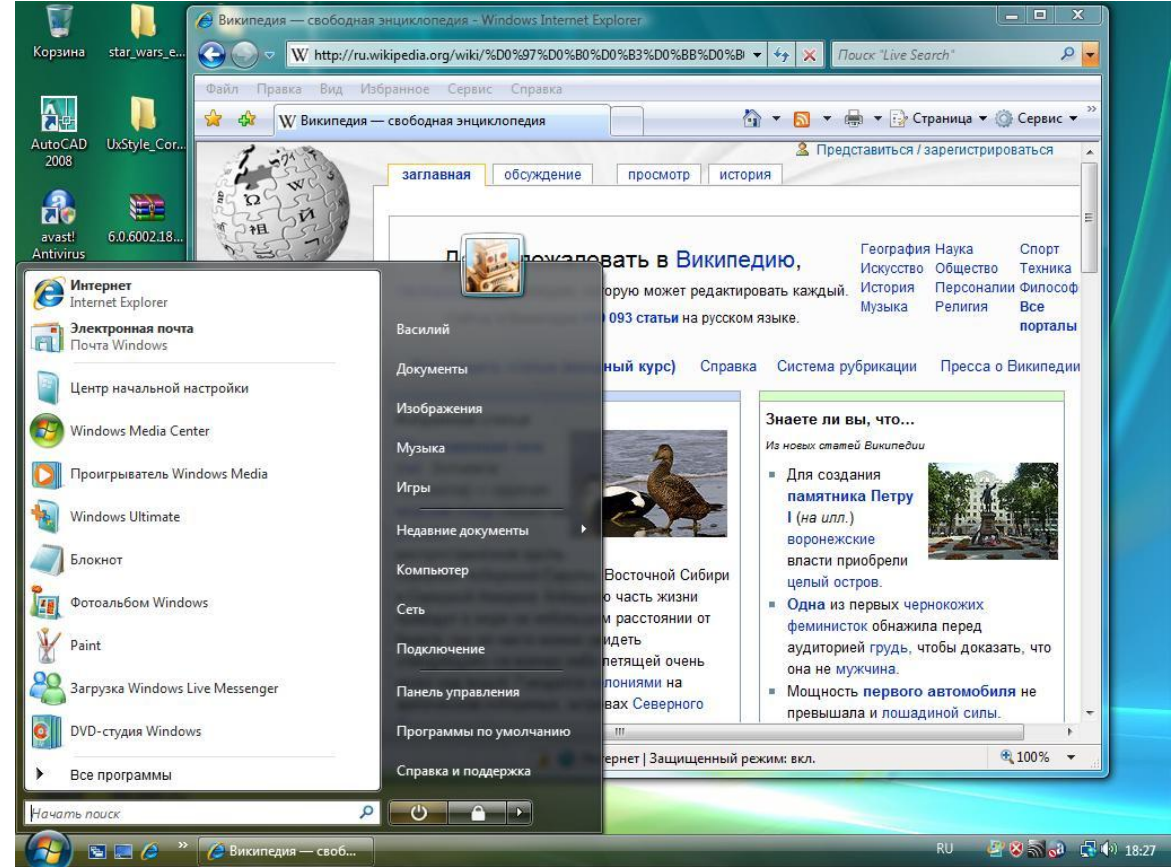 Корзина
star_wars_e...
AutoCAD
2008
UxStyle_Cor...
avast!
Antivirus
6.0.6002.18...
Википедия — свободная энциклопедия - Windows Internet Explorer
W http://ru.wikipedia.org/wiki/%D0%97%D0%B0%D0%B3%D0%BB%D0%B
Поиск "Live Search"
Файл Правка Вид Избранное Сервис Справка
W Википедия — свободная энциклопедия
Страница Сервис
Представиться / зарегистрироваться
заглавная обсуждение просмотр история
W
Ω
И
祖
пожаловать в Википедию,
орую может редактировать каждый.
093 статьи на русском языке.
География Наука Спорт
Искусство Общество Техника
История Персоналии Философ
Музыка Религия Все
порталы
ный курс) Справка Система рубрикации Пресса о Википедии
Восточной Сибири
ю часть жизни
м расстоянии от
идеть
летящей очень
лониями на
вах Северного
Знаете ли вы, что...
Из новых статей Википедии
Для создания
памятника Петру
I (на илл.)
воронежские
власти приобрели
целый остров.
Одна из первых чернокожих
феминисток обнажила перед
аудиторией грудь, чтобы доказать, что
она не мужчина.
Мощность первого автомобиля не
превышала и лошадиной силы.
ернет | Защищенный режим: вкл.
100%
Интернет
Internet Explorer
Электронная почта
Почта Windows
Центр начальной настройки
Windows Media Center
Проигрыватель Windows Media
Windows Ultimate
Блокнот
Фотоальбом Windows
Paint
Загрузка Windows Live Messenger
DVD-студия Windows
Все программы
Начать поиск
Василий
Документы
Изображения
Музыка
Игры
Недавние документы
Компьютер
Сеть
Подключение
Панель управления
Программы по умолчанию
Справка и поддержка
Википедия — своб...
RU
18:27